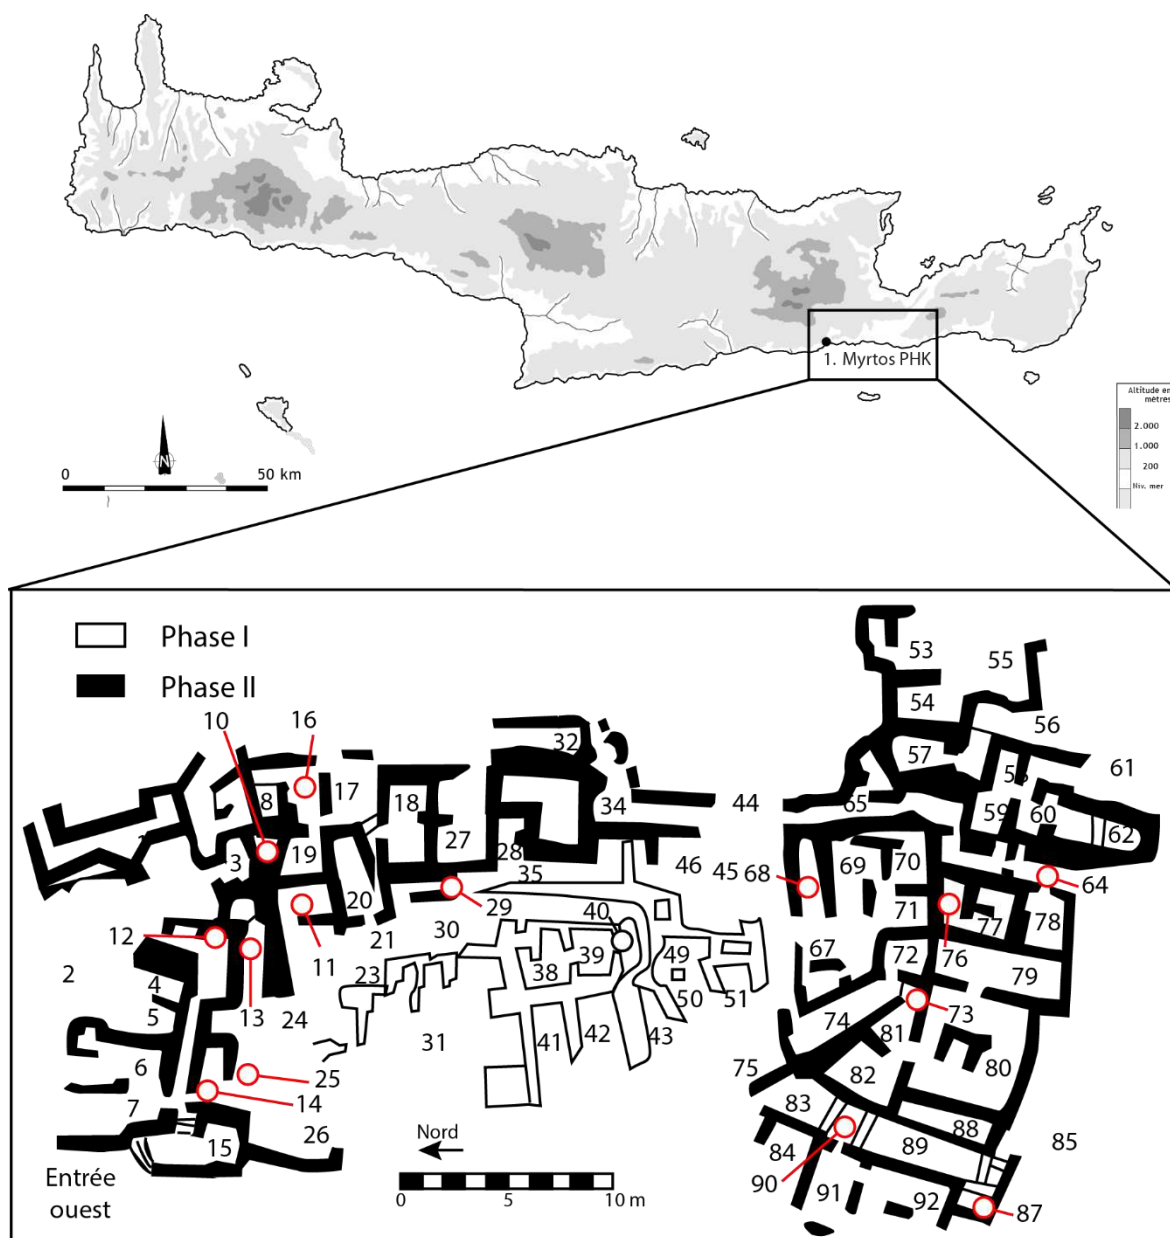 1. Myrtos PHK
Altitude en
mètres
2.000
1.000
200
Niv. mer
N
0 50 km
Phase I
Phase II
10 16
53 55
54 56
57 61
58
32
8 17 18 34 44 65
59 60 62
3 19 27 28 35 46 45 68 69 70 64
12 11 20 21 29 30 40 71 76 77 78
2 4 13 23 38 39 49 67 72 79
5 24 50 51 74 73
6 25 31 41 42 43 75 81 80
7 14 82
15 26 83 88 85
Nord 84 89
Entrée
ouest
0 5 10 m
90 91 92 87